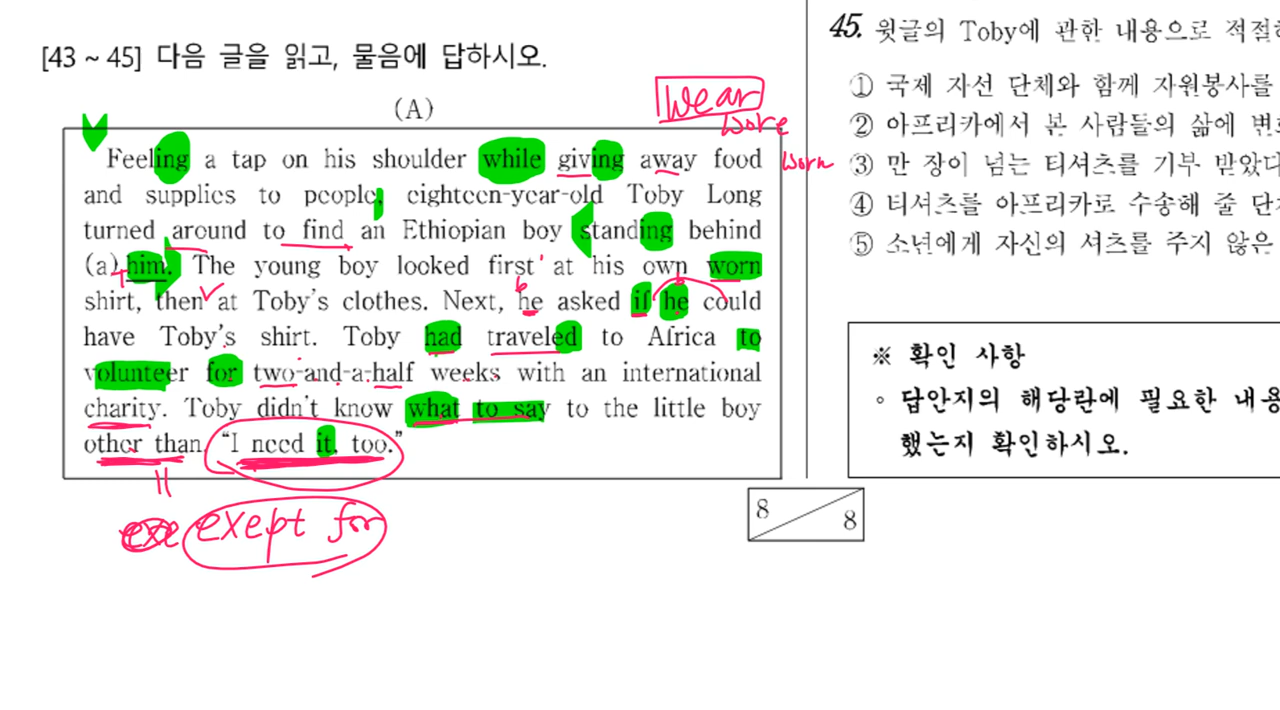 [43 ~ 45] 다음 글을 읽고, 물음에 답하시오.
(A)
wear
wore
worn
Feeling a tap on his shoulder while giving away food
and supplies to people, eighteen-year-old Toby Long
turned around to find an Ethiopian boy standing behind
(a) him. The young boy looked first at his own worn
shirt, then at Toby's clothes. Next, he asked if he could
have Toby's shirt. Toby had traveled to Africa to
volunteer for two-and-a-half weeks with an international
charity. Toby didn't know what to say to the little boy
other than, “I need it, too.”
exept for
45. 윗글의 Toby에 관한 내용으로 적절하
① 국제 자선 단체와 함께 자원봉사를
② 아프리카에서 본 사람들의 삶에 변화
③ 만 장이 넘는 티셔츠를 기부 받았다
④ 티셔츠를 아프리카로 수송해 줄 단
⑤ 소년에게 자신의 셔츠를 주지 않은
※ 확인 사항
◦ 답안지의 해당란에 필요한 내용
했는지 확인하시오.
8
8